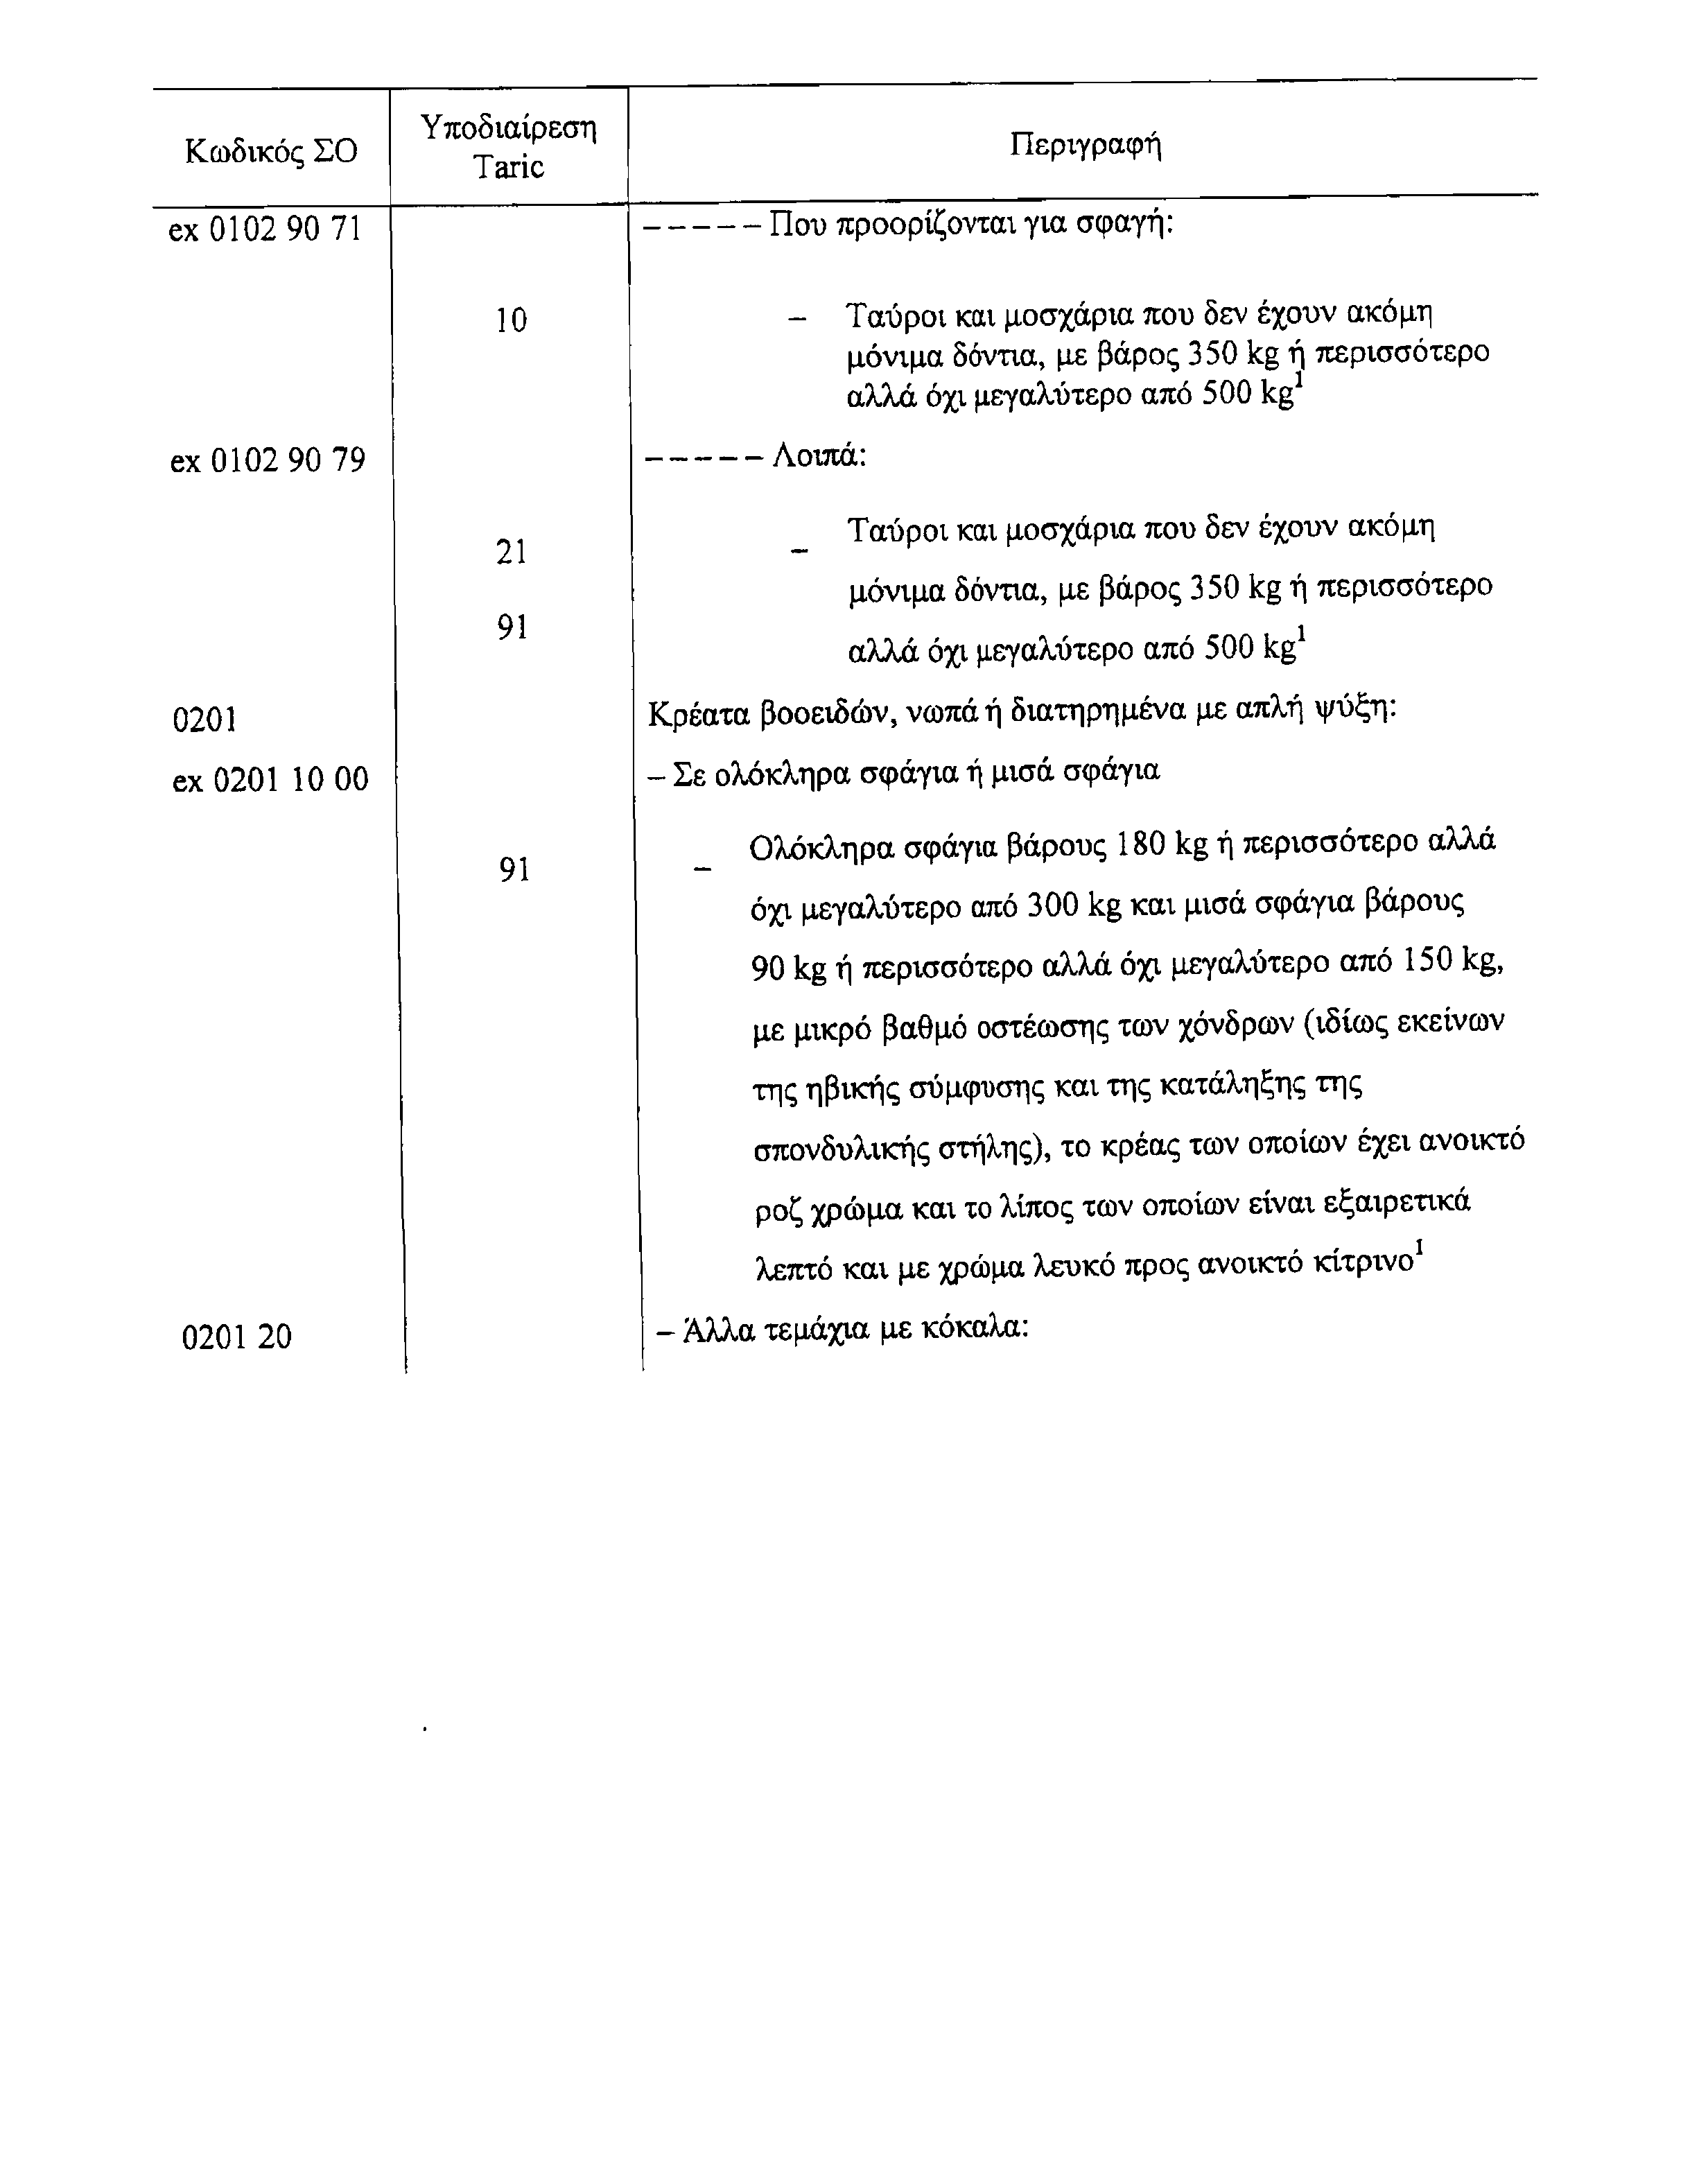 Κωδικός ΣΟ
Υποδιαίρεση
Taric
Περιγραφή
ex 0102 90 71
– – – – – Που προορίζονται για σφαγή:
10
– Ταύροι και μοσχάρια που δεν έχουν ακόμη
μόνιμα δόντια, με βάρος 350 kg ή περισσότερο
αλλά όχι μεγαλύτερο από 500 kg¹
ex 0102 90 79
– – – – – Λοιπά:
21
– Ταύροι και μοσχάρια που δεν έχουν ακόμη
μόνιμα δόντια, με βάρος 350 kg ή περισσότερο
91
αλλά όχι μεγαλύτερο από 500 kg¹
0201
Κρέατα βοοειδών, νωπά ή διατηρημένα με απλή ψύξη:
ex 0201 10 00
– Σε ολόκληρα σφάγια ή μισά σφάγια
91
– Ολόκληρα σφάγια βάρους 180 kg ή περισσότερο αλλά
όχι μεγαλύτερο από 300 kg και μισά σφάγια βάρους
90 kg ή περισσότερο αλλά όχι μεγαλύτερο από 150 kg,
με μικρό βαθμό οστέωσης των χόνδρων (ιδίως εκείνων
της ηβικής σύμφυσης και της κατάληξης της
σπονδυλικής στήλης), το κρέας των οποίων έχει ανοικτό
ροζ χρώμα και το λίπος των οποίων είναι εξαιρετικά
λεπτό και με χρώμα λευκό προς ανοικτό κίτρινο¹
0201 20
– Άλλα τεμάχια με κόκαλα: